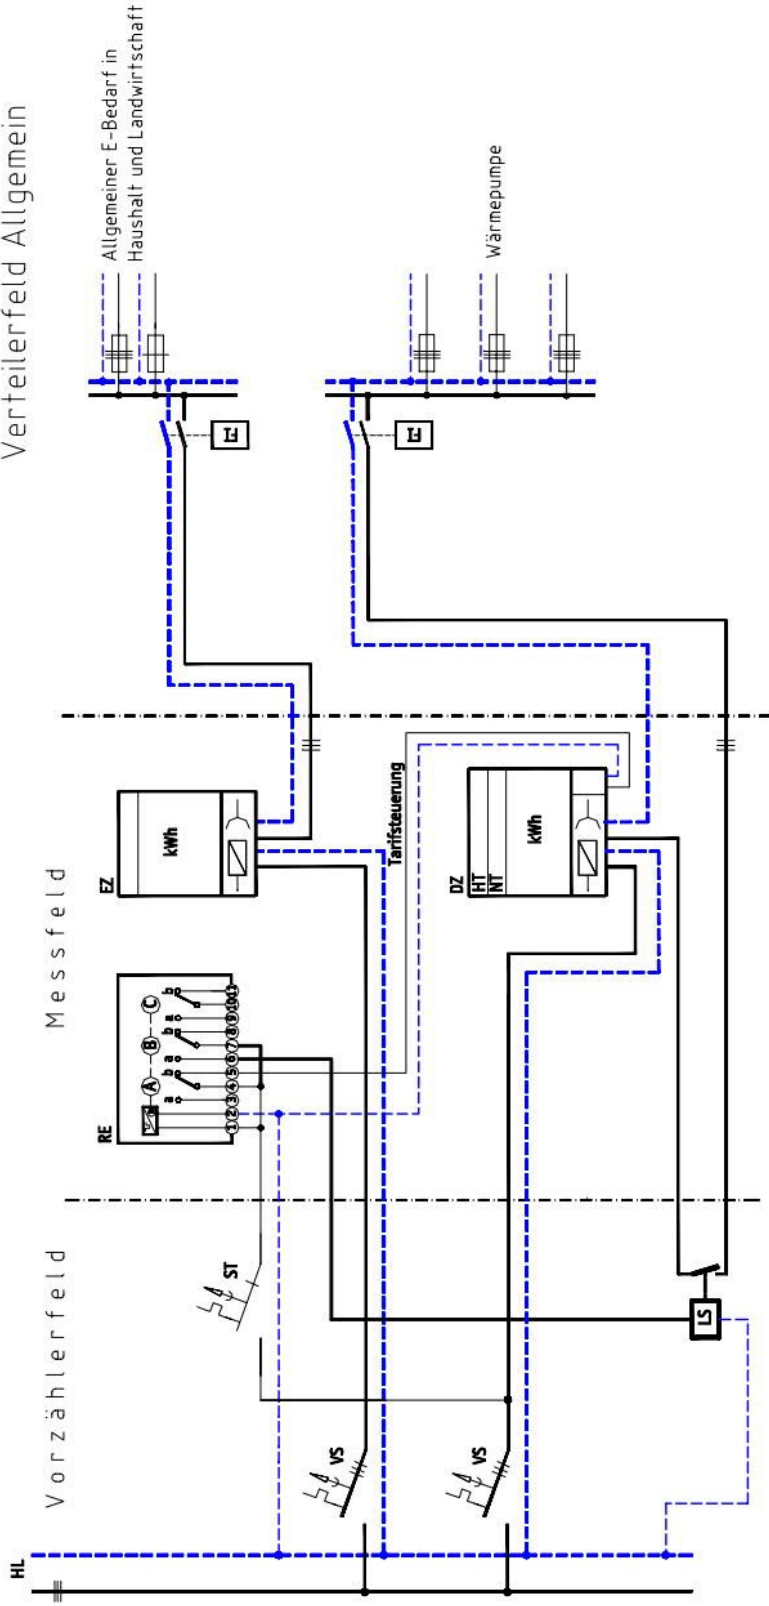 Verteilerfeld Allgemein
Allgemeiner E-Bedarf in
Haushalt und Landwirtschaft
Wärmepumpe
FI
FI
Messfeld
EZ
kWh
Tarifsteuerung
DZ
HT
NT
kWh
RE
A
B
C
a
b
a
b
a
b
1
2
3
4
5
6
7
8
9
10
11
Vorzählerfeld
ST
VS
VS
LS
HL